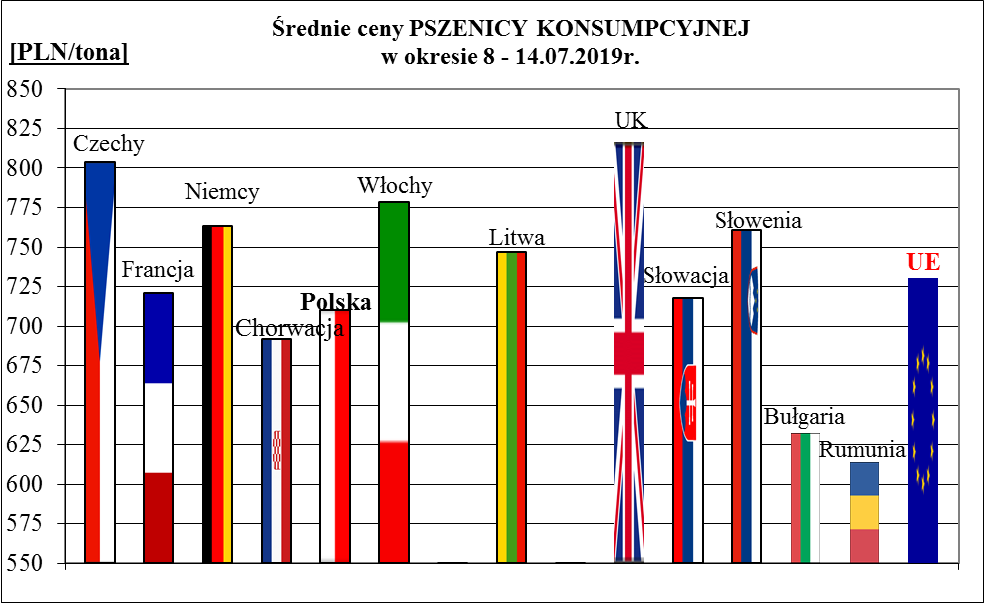 Średnie ceny PSZENICY KONSUMPCYJNEJ
w okresie 8 - 14.07.2019r.
[PLN/tona]
850
825
800
775
750
725
700
675
650
625
600
575
550
Czechy
Francja
Niemcy
Chorwacja
Polska
Włochy
Litwa
UK
Słowacja
Słowenia
Bułgaria
Rumunia
UE